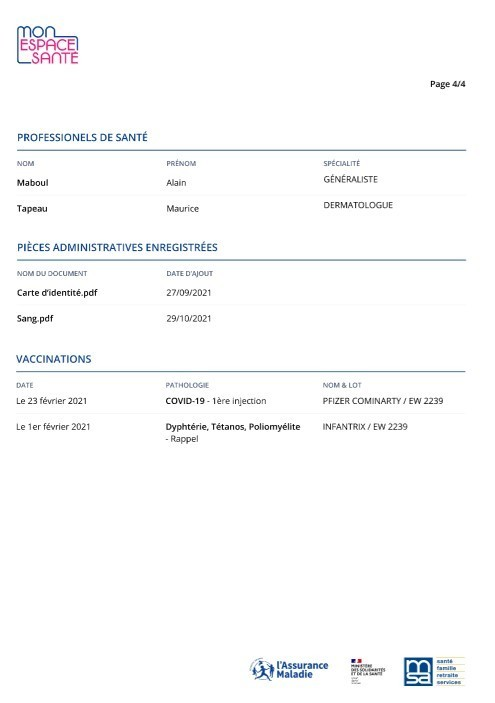 mon
ESPACE
SANTÉ
Page 4/4
PROFESSIONELS DE SANTÉ
NOM PRÉNOM SPÉCIALITÉ
Maboul Alain GÉNÉRALISTE
Tapeau Maurice DERMATOLOGUE
PIÈCES ADMINISTRATIVES ENREGISTRÉES
NOM DU DOCUMENT DATE D'AJOUT
Carte d'identité.pdf 27/09/2021
Sang.pdf 29/10/2021
VACCINATIONS
DATE PATHOLOGIE NOM & LOT
Le 23 février 2021 COVID-19 - 1ère injection PFIZER COMINARTY / EW 2239
Le 1er février 2021 Dyphtérie, Tétanos, Poliomyélite INFANTRIX / EW 2239
- Rappel
l'Assurance
Maladie
MINISTÈRE
DES SOLIDARITÉS
ET DE LA SANTÉ
msa
santé
famille
retraite
services